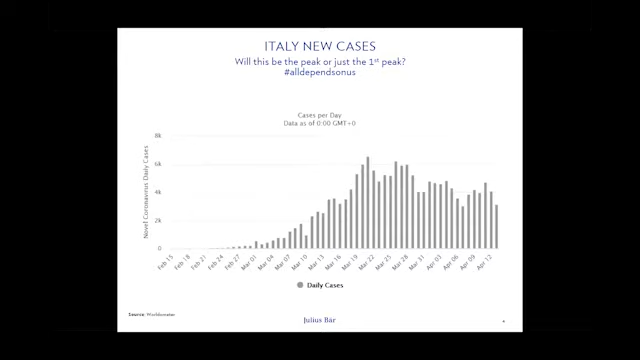 ITALY NEW CASES
Will this be the peak or just the 1st peak?
#alldependsonus
Cases per Day
Data as of 0:00 GMT+0
Novel Coronavirus Daily Cases
8k
6k
4k
2k
0
Feb 15
Feb 18
Feb 21
Feb 24
Feb 27
Mar 01
Mar 04
Mar 07
Mar 10
Mar 13
Mar 16
Mar 19
Mar 22
Mar 25
Mar 28
Mar 31
Apr 03
Apr 06
Apr 09
Apr 12
Daily Cases
Source: Worldometer
Julius Bär